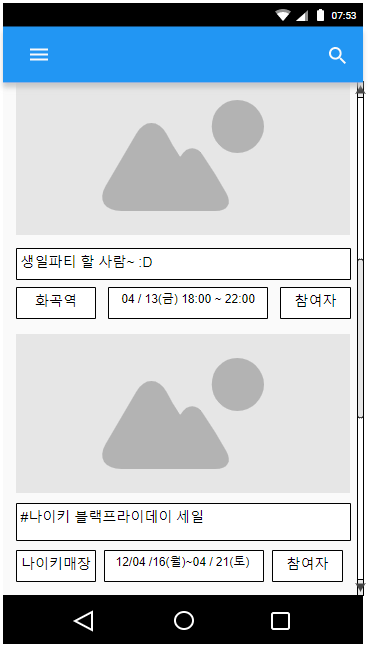 07:53
생일파티 할 사람~ :D
화곡역
04 / 13(금) 18:00 ~ 22:00
참여자
#나이키 블랙프라이데이 세일
나이키매장
12/04 /16(월)~04 / 21(토)
참여자